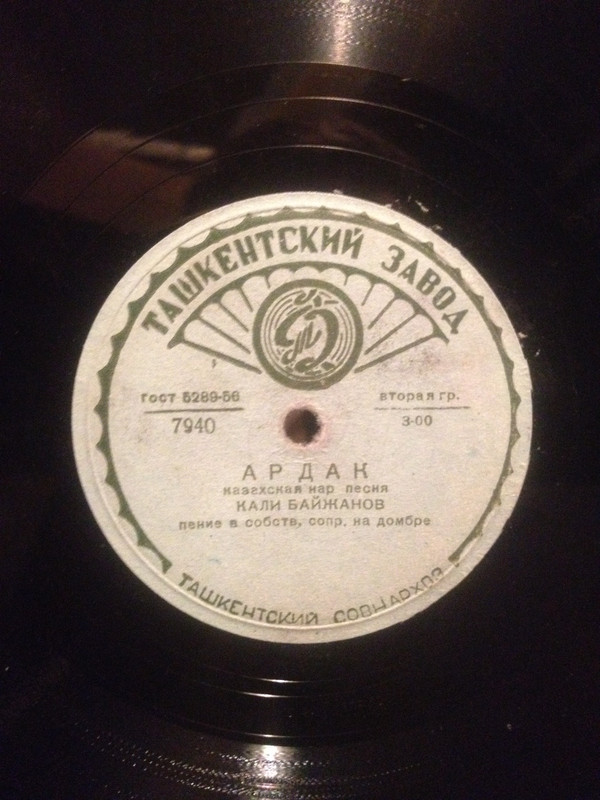 ТАШКЕНТСКИЙ ЗАВОД
ГОСТ 5289-56
7940
вторая гр.
3-00
АРДАК
казахская нар песня
КАЛИ БАЙЖАНОВ
пение в собств, сопр. на домбре
ТАШКЕНТСКИЙ СОВНАРХОЗ